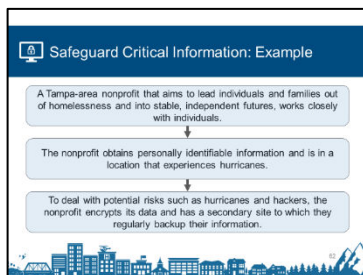 Safeguard Critical Information: Example
A Tampa-area nonprofit that aims to lead individuals and families out
of homelessness and into stable, independent futures, works closely
with individuals.
The nonprofit obtains personally identifiable information and is in a
location that experiences hurricanes.
To deal with potential risks such as hurricanes and hackers, the
nonprofit encrypts its data and has a secondary site to which they
regularly backup their information.
62